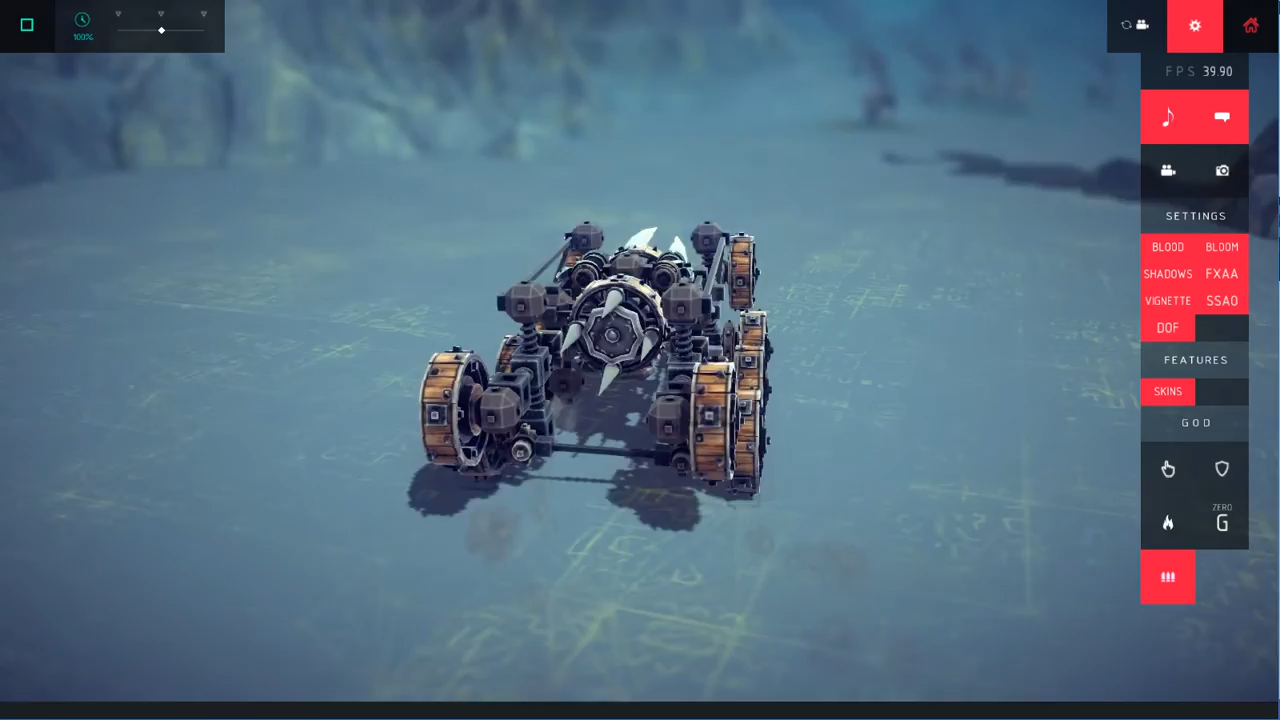 100%
FPS 39.90
SETTINGS
BLOOD BLOOM
SHADOWS FXAA
VIGNETTE SSAO
DOF
FEATURES
SKINS
GOD
ZERO
G